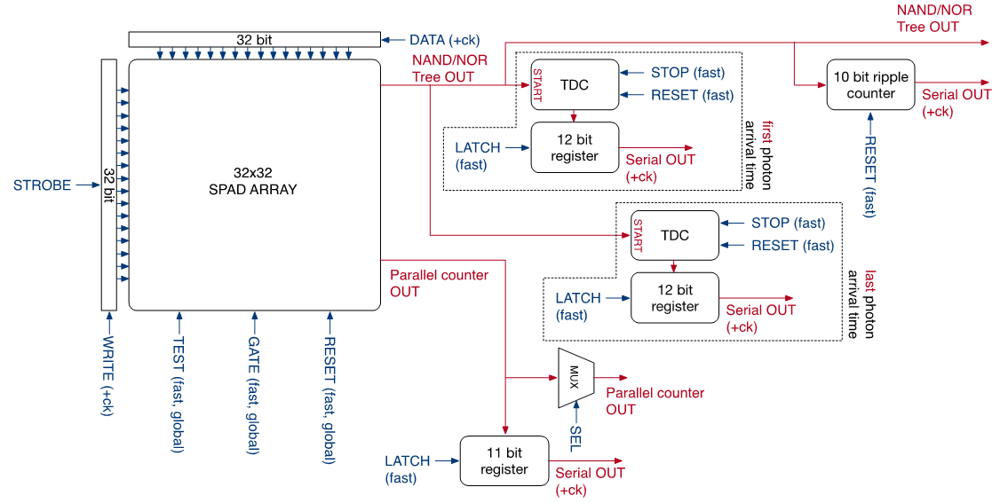 NAND/NOR
Tree OUT
32 bit
DATA (+ck)
NAND/NOR
Tree OUT
START
TDC
STOP (fast)
RESET (fast)
10 bit ripple
counter
Serial OUT
(+ck)
RESET (fast)
LATCH
(fast)
12 bit
register
Serial OUT
(+ck)
first photon
arrival time
STROBE
32 bit
32x32
SPAD ARRAY
START
TDC
STOP (fast)
RESET (fast)
Parallel counter
OUT
LATCH
(fast)
12 bit
register
Serial OUT
(+ck)
last photon
arrival time
WRITE (+ck)
TEST (fast, global)
GATE (fast, global)
RESET (fast, global)
MUX
Parallel counter
OUT
SEL
LATCH
(fast)
11 bit
register
Serial OUT
(+ck)